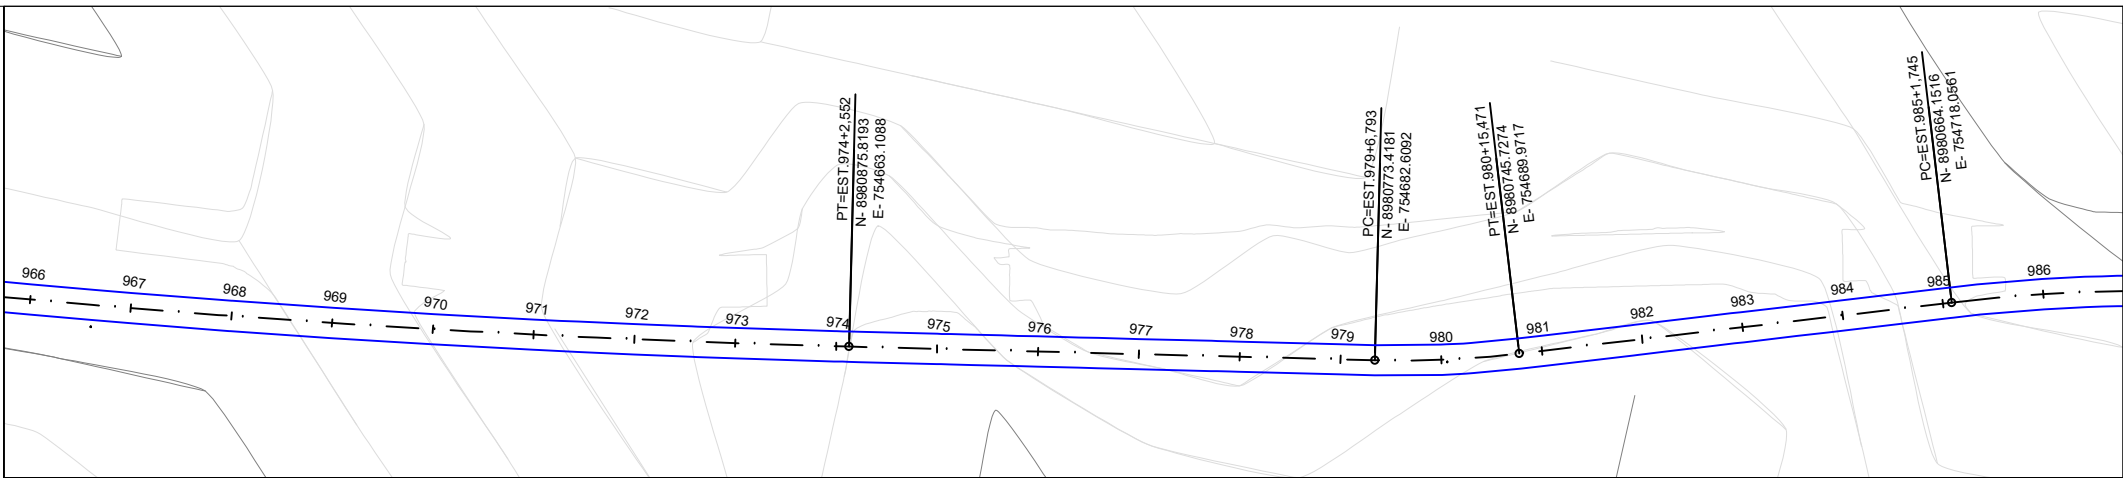 966
967
968
969
970
971
972
973
974
PT=EST.974+2,552
N- 8980875.8193
E- 754663.1088
975
976
977
978
979
PC=EST.979+6,793
N- 8980773.4181
E- 754682.6092
980
PT=EST.980+15,471
N- 8980745.7274
E- 754689.9717
981
982
983
984
985
PC=EST.985+1,745
N- 8980664.1516
E- 754718.0561
986